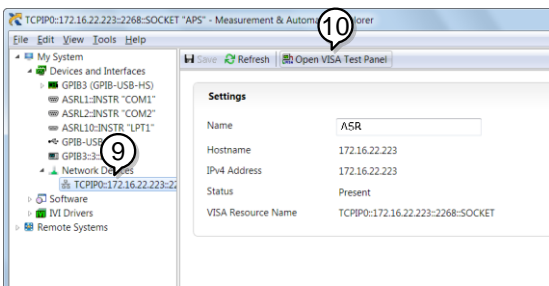 TCPIP0::172.16.22.223::2268::SOCKET "APS" - Measurement & Automa orer
10
File Edit View Tools Help
My System
Devices and Interfaces
GPIB3 (GPIB-USB-HS)
ASRL1::INSTR "COM1"
ASRL2::INSTR "COM2"
ASRL10::INSTR "LPT1"
GPIB-USB
GPIB3::3::
9
Network Devices
TCPIP0::172.16.22.223::22
Software
IVI Drivers
Remote Systems
Save Refresh Open VISA Test Panel
Settings
Name ASR
Hostname 172.16.22.223
IPv4 Address 172.16.22.223
Status Present
VISA Resource Name TCPIP0::172.16.22.223::2268::SOCKET